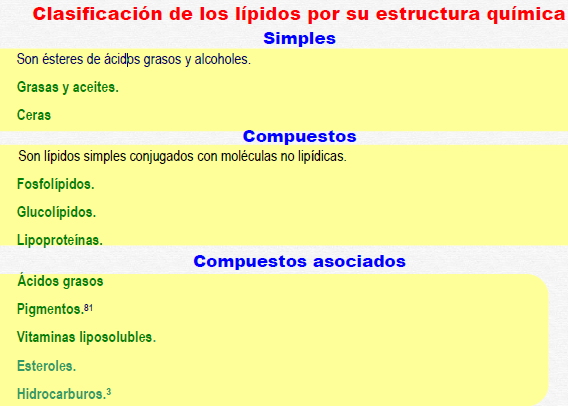 Clasificación de los lípidos por su estructura química
Simples
Son ésteres de ácidos grasos y alcoholes.
Grasas y aceites.
Ceras
Compuestos
Son lípidos simples conjugados con moléculas no lipídicas.
Fosfolípidos.
Glucolípidos.
Lipoproteínas.
Compuestos asociados
Ácidos grasos
Pigmentos.81
Vitaminas liposolubles.
Esteroles.
Hidrocarburos.3